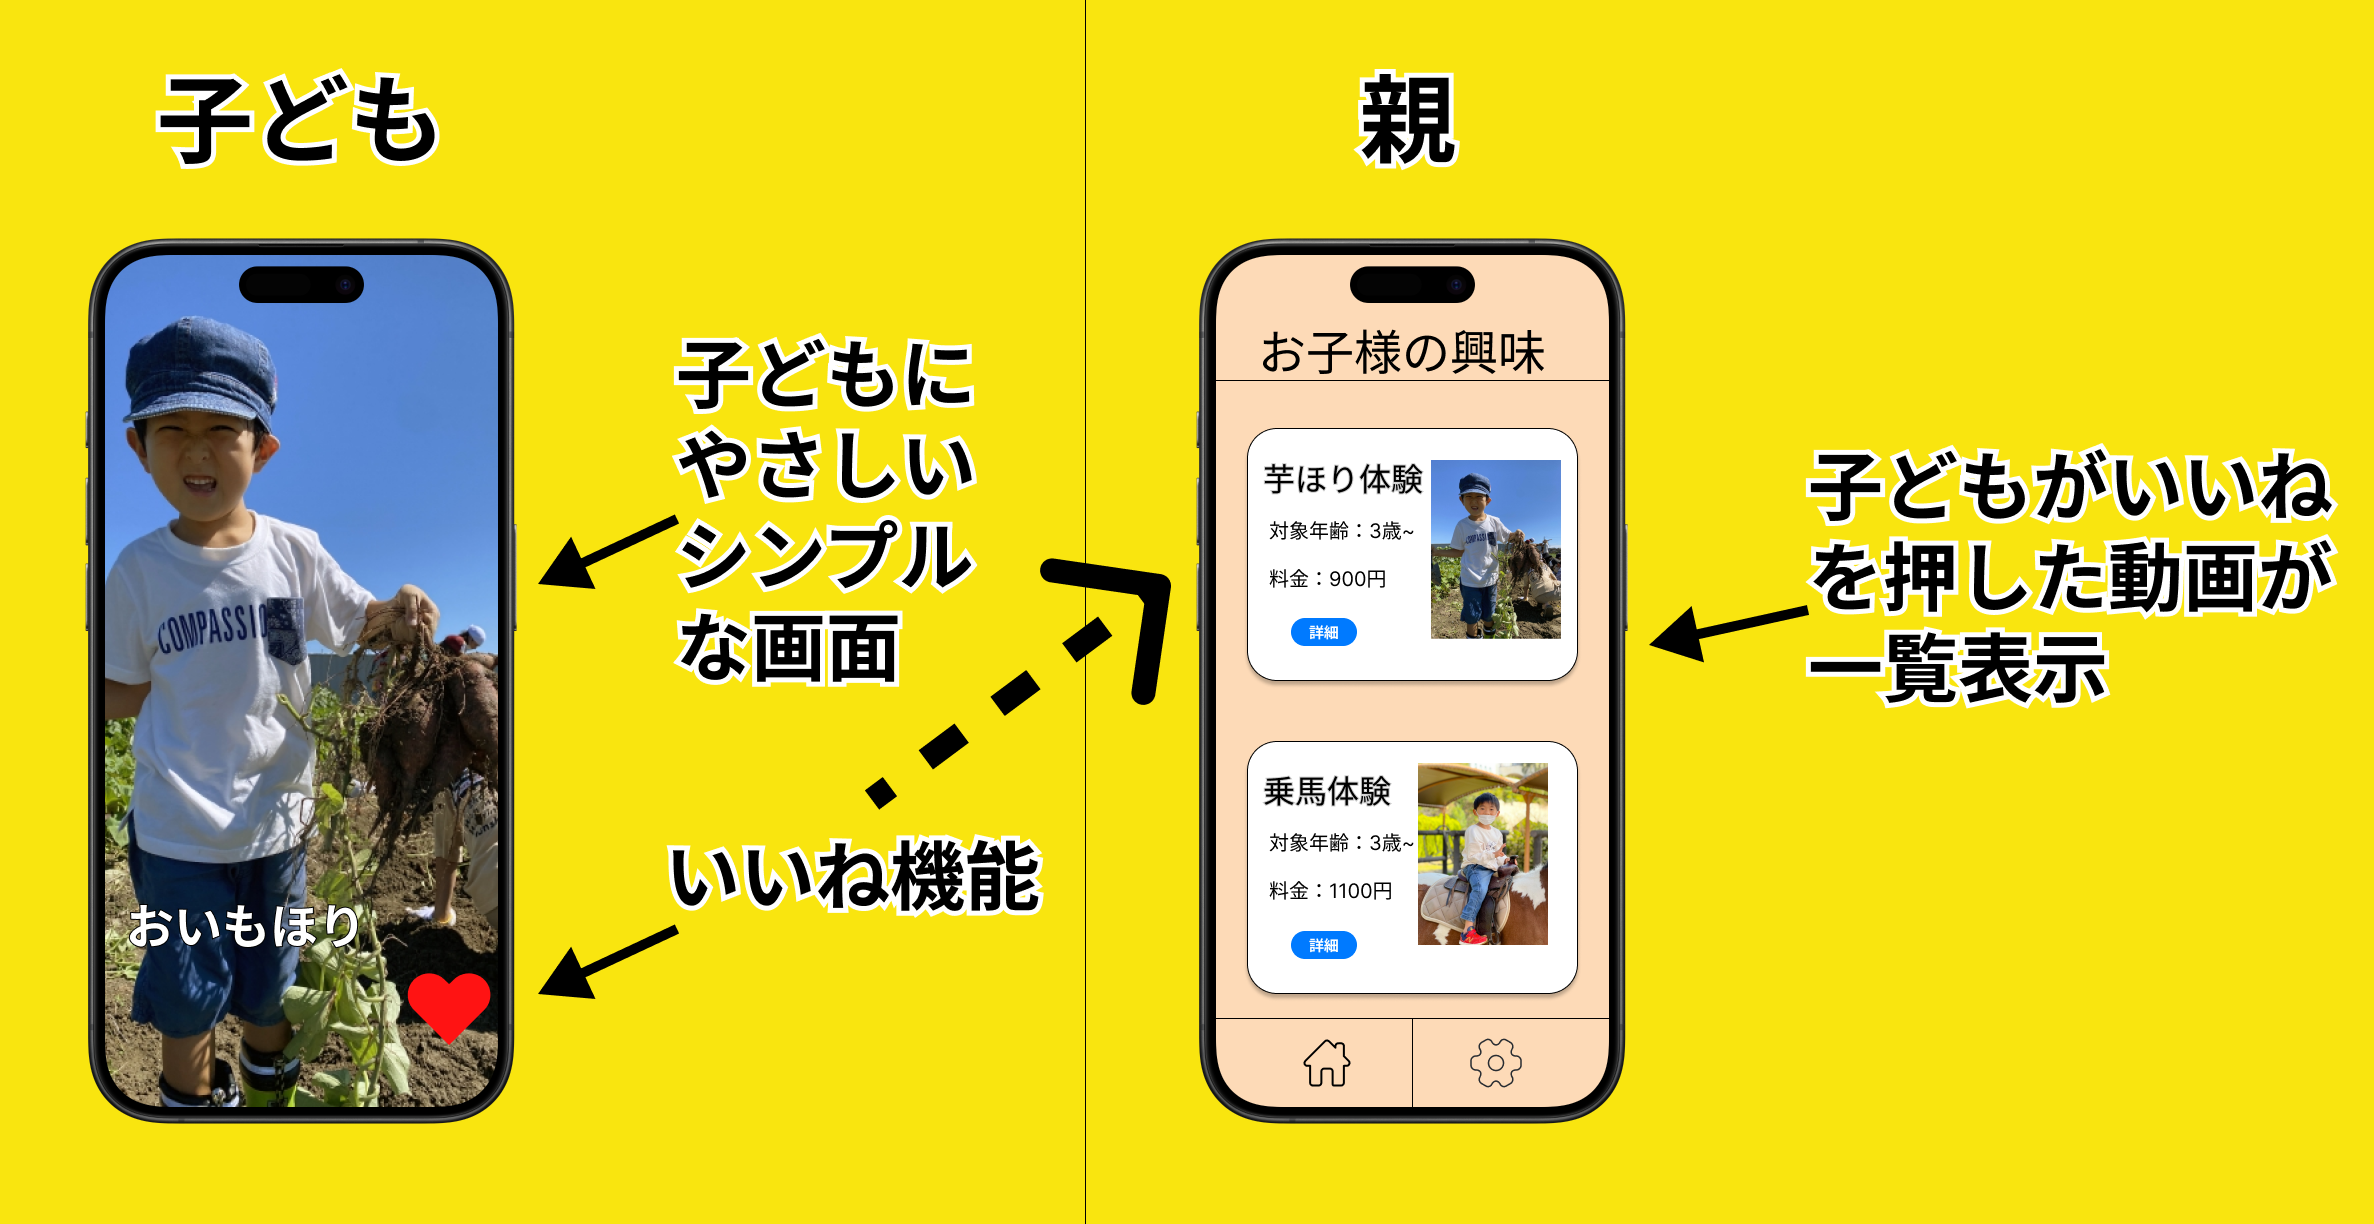 子ども
親
子どもに
やさしい
シンプル
な画面
いいね機能
COMPASSIO
おいもほり
お子様の興味
芋ほり体験
対象年齢：3歳~
料金：900円
詳細
乗馬体験
対象年齢：3歳~
料金：1100円
詳細
子どもがいいね
を押した動画が
一覧表示